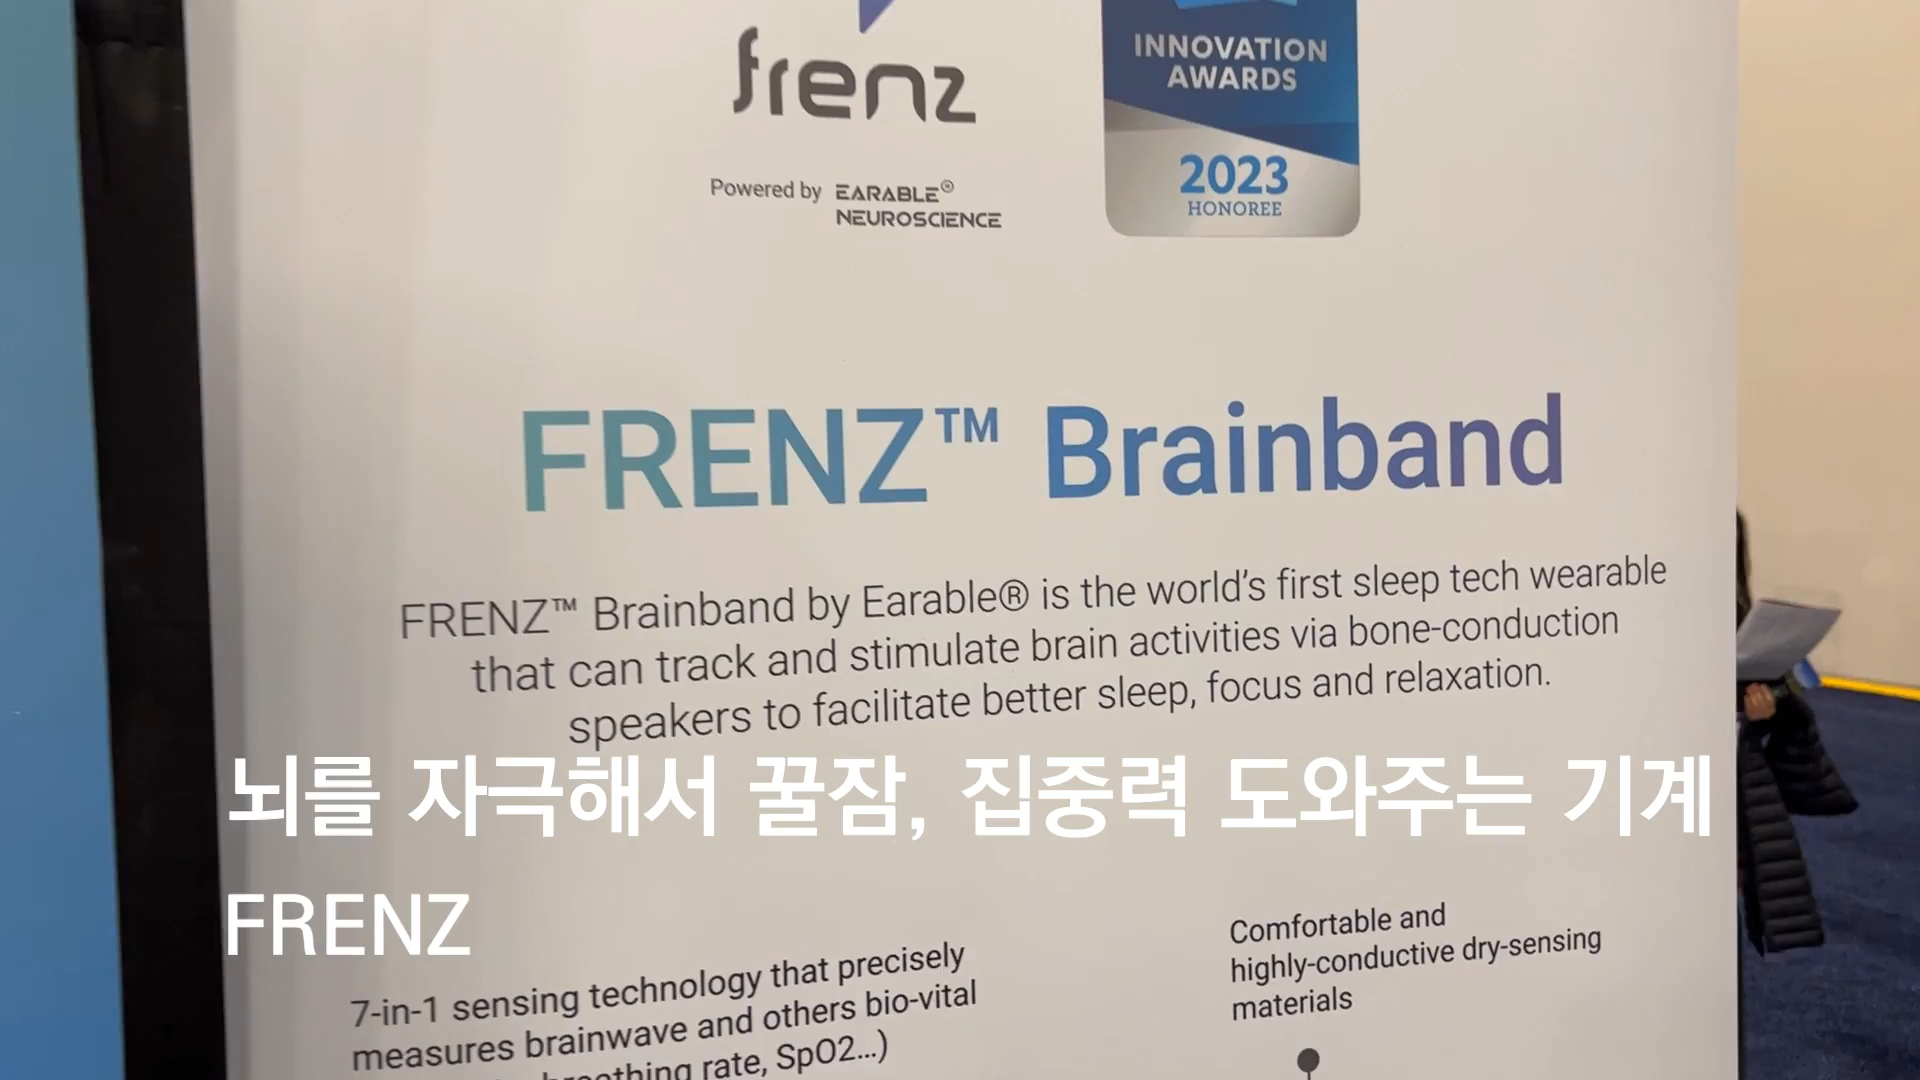 frenz
Powered by EARABLE®
NEUROSCIENCE
INNOVATION
AWARDS
2023
HONOREE
FRENZ™ Brainband
FRENZ™ Brainband by Earable® is the world's first sleep tech wearable
that can track and stimulate brain activities via bone-conduction
speakers to facilitate better sleep, focus and relaxation.
뇌를 자극해서 꿀잠, 집중력 도와주는 기계
FRENZ
7-in-1 sensing technology that precisely
measures brainwave and others bio-vital
breathing rate, SpO2...)
Comfortable and
highly-conductive dry-sensing
materials